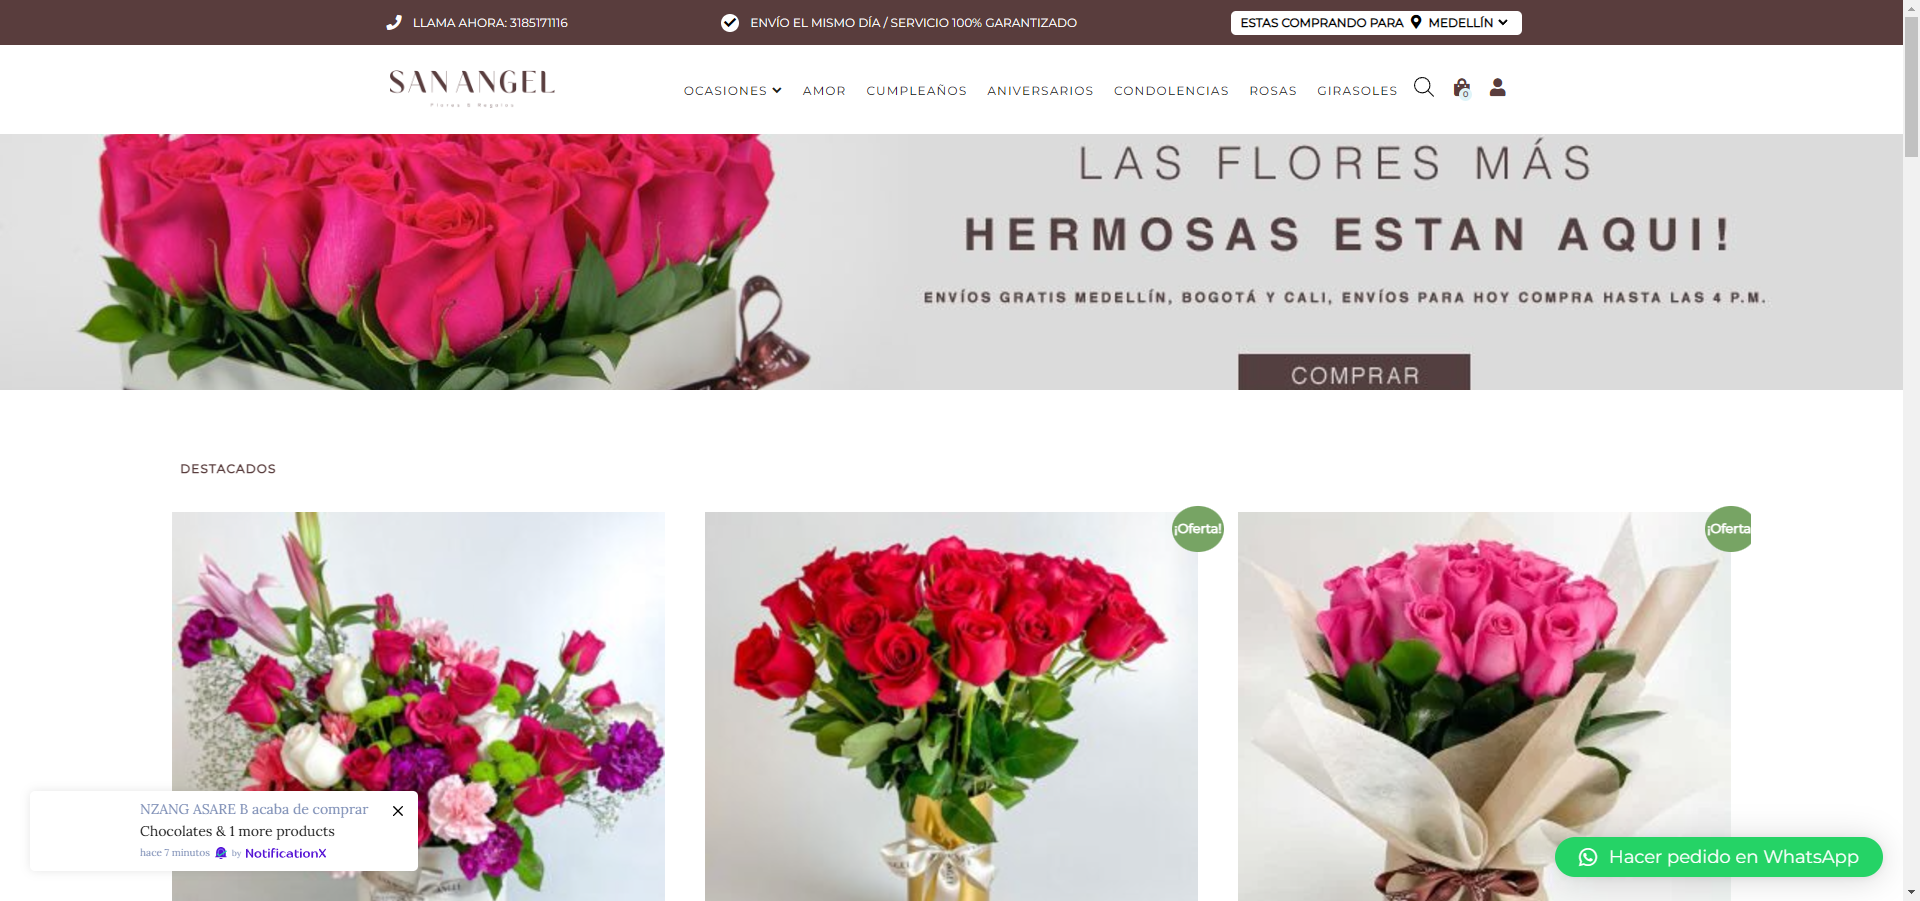 LLAMA AHORA: 3185171116
ENVÍO EL MISMO DÍA / SERVICIO 100% GARANTIZADO
ESTAS COMPRANDO PARA MEDELLÍN
SAN ANGEL
Flores & Regalos
OCASIONES
AMOR
CUMPLEAÑOS
ANIVERSARIOS
CONDOLENCIAS
ROSAS
GIRASOLES
0
LAS FLORES MÁS
HERMOSAS ESTAN AQUI!
ENVÍOS GRATIS MEDELLÍN, BOGOTÁ Y CALI, ENVÍOS PARA HOY COMPRA HASTA LAS 4 P.M.
COMPRAR
DESTACADOS
¡Oferta!
¡Oferta
NZANG ASARE B acaba de comprar
Chocolates & 1 more products
hace 7 minutos by NotificationX
Hacer pedido en WhatsApp